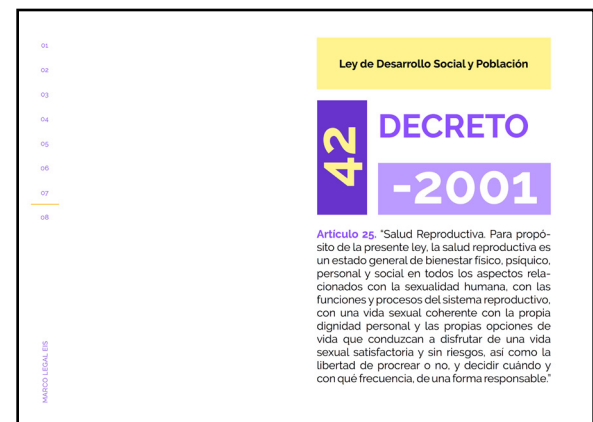 01
02
03
04
05
06
07
08
MARCO LEGAL EIS
Ley de Desarrollo Social y Población
42
DECRETO
-2001
Artículo 25. "Salud Reproductiva. Para propó-
sito de la presente ley, la salud reproductiva es
un estado general de bienestar físico, psíquico,
personal y social en todos los aspectos rela-
cionados con la sexualidad humana, con las
funciones y procesos del sistema reproductivo,
con una vida sexual coherente con la propia
dignidad personal y las propias opciones de
vida que conduzcan a disfrutar de una vida
sexual satisfactoria y sin riesgos, así como la
libertad de procrear o no, y decidir cuándo y
con qué frecuencia, de una forma responsable."